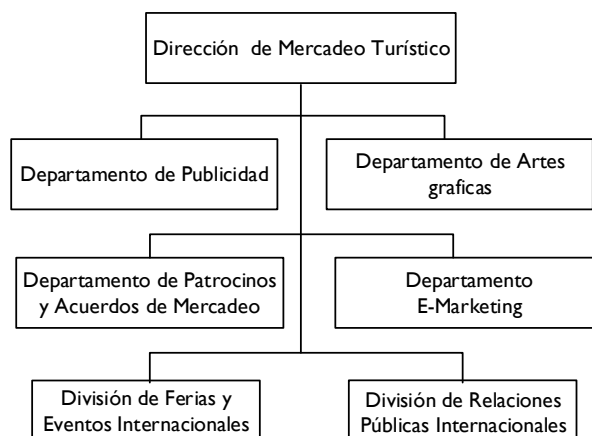 Dirección de Mercadeo Turístico
Departamento de Publicidad
Departamento de Artes
graficas
Departamento de Patrocinos
y Acuerdos de Mercadeo
Departamento
E-Marketing
División de Ferias y
Eventos Internacionales
División de Relaciones
Públicas Internacionales